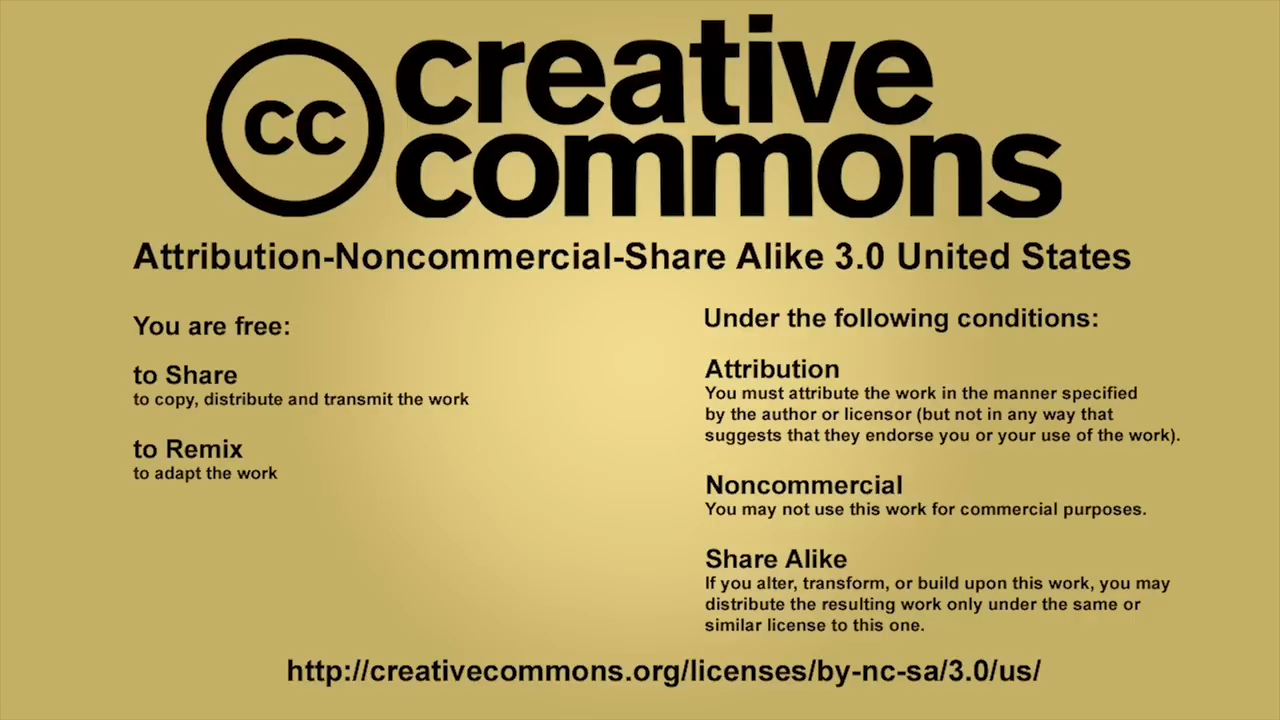 cc creative
commons
Attribution-Noncommercial-Share Alike 3.0 United States
You are free:
to Share
to copy, distribute and transmit the work
to Remix
to adapt the work
Under the following conditions:
Attribution
You must attribute the work in the manner specified
by the author or licensor (but not in any way that
suggests that they endorse you or your use of the work).
Noncommercial
You may not use this work for commercial purposes.
Share Alike
If you alter, transform, or build upon this work, you may
distribute the resulting work only under the same or
similar license to this one.
http://creativecommons.org/licenses/by-nc-sa/3.0/us/